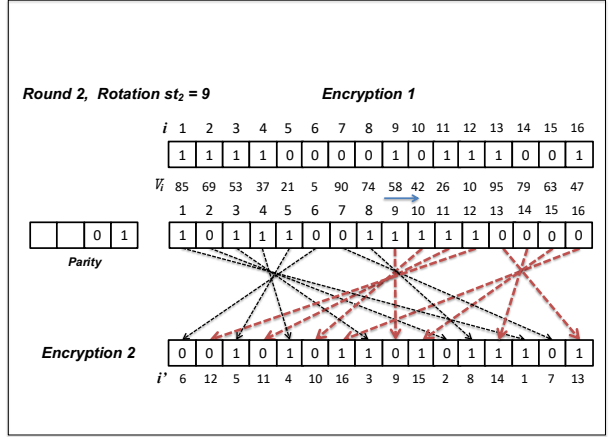 Round 2, Rotation st₂ = 9 Encryption 1
i 1 2 3 4 5 6 7 8 9 10 11 12 13 14 15 16
1 1 1 1 0 0 0 0 1 0 1 1 1 0 0 1
Vi 85 69 53 37 21 5 90 74 58 42 26 10 95 79 63 47
1 2 3 4 5 6 7 8 9 10 11 12 13 14 15 16
0 1 1 0 1 1 1 0 0 1 1 1 1 1 0 0 0 0
Parity
Encryption 2 0 0 1 0 1 0 1 1 0 1 0 1 1 1 0 1
i’ 6 12 5 11 4 10 16 3 9 15 2 8 14 1 7 13